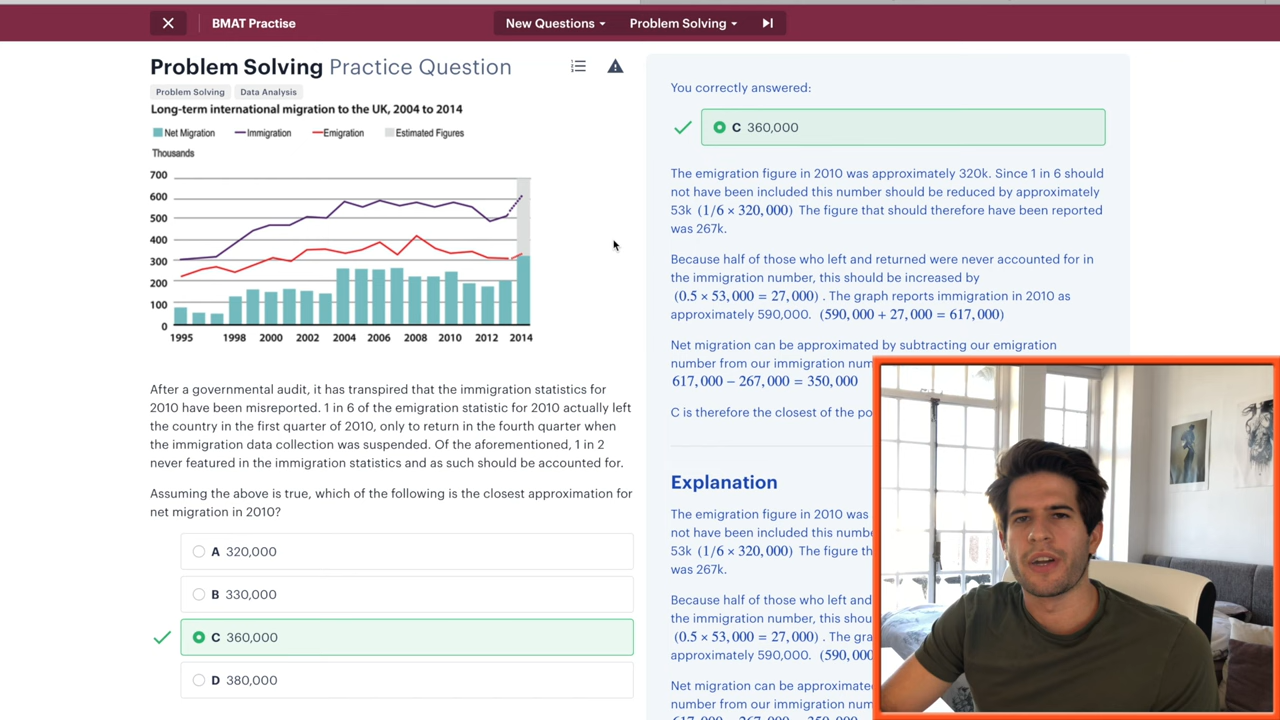 BMAT Practise
New Questions
Problem Solving
Problem Solving Practice Question
Problem Solving
Data Analysis
Long-term international migration to the UK, 2004 to 2014
Net Migration
Immigration
Emigration
Estimated Figures
Thousands
700
600
500
400
300
200
100
0
1995
1998
2000
2002
2004
2006
2008
2010
2012
2014
After a governmental audit, it has transpired that the immigration statistics for
2010 have been misreported. 1 in 6 of the emigration statistic for 2010 actually left
the country in the first quarter of 2010, only to return in the fourth quarter when
the immigration data collection was suspended. Of the aforementioned, 1 in 2
never featured in the immigration statistics and as such should be accounted for.
Assuming the above is true, which of the following is the closest approximation for
net migration in 2010?
A 320,000
B 330,000
C 360,000
D 380,000
You correctly answered:
C 360,000
The emigration figure in 2010 was approximately 320k. Since 1 in 6 should
not have been included this number should be reduced by approximately
53k (1/6 × 320,000) The figure that should therefore have been reported
was 267k.
Because half of those who left and returned were never accounted for in
the immigration number, this should be increased by
(0.5 × 53,000 = 27,000) . The graph reports immigration in 2010 as
approximately 590,000. (590,000 + 27,000 = 617,000)
Net migration can be approximated by subtracting our emigration
number from our immigration num
617,000 − 267,000 = 350,000
C is therefore the closest of the po
Explanation
The emigration figure in 2010 was
not have been included this numbe
53k (1/6 × 320,000) The figure th
was 267k.
Because half of those who left and
the immigration number, this shou
(0.5 × 53,000 = 27,000) . The gra
approximately 590,000. (590,000
Net migration can be approximate
number from our immigration num
617,000 − 267,000 = 350,000